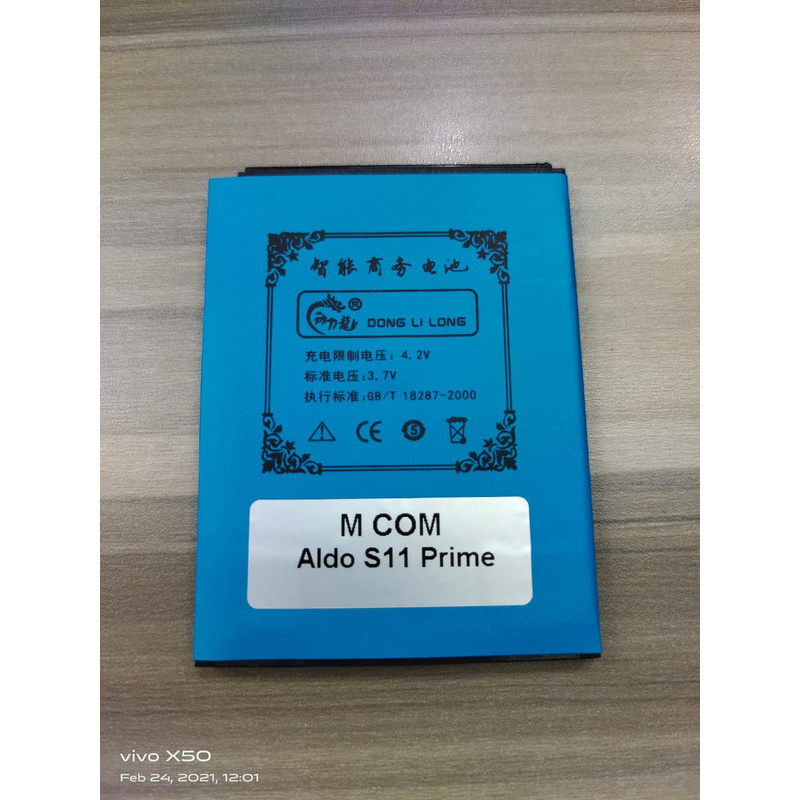 智能商务电池
动力龍® DONG LI LONG
充电限制电压: 4.2V
标准电压:3.7V
执行标准:GB/T 18287-2000
CE 5
M COM
Aldo S11 Prime
vivo X50
Feb 24, 2021, 12:01